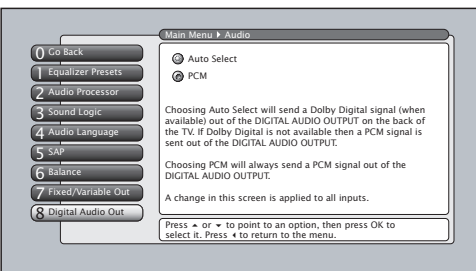 Main Menu ▸ Audio
0 Go Back
1 Equalizer Presets
2 Audio Processor
3 Sound Logic
4 Audio Language
5 SAP
6 Balance
7 Fixed/Variable Out
8 Digital Audio Out
Auto Select
PCM
Choosing Auto Select will send a Dolby Digital signal (when
available) out of the DIGITAL AUDIO OUTPUT on the back of
the TV. If Dolby Digital is not available then a PCM signal is
sent out of the DIGITAL AUDIO OUTPUT.
Choosing PCM will always send a PCM signal out of the
DIGITAL AUDIO OUTPUT.
A change in this screen is applied to all inputs.
Press ▴ or ▾ to point to an option, then press OK to
select it. Press ◂ to return to the menu.